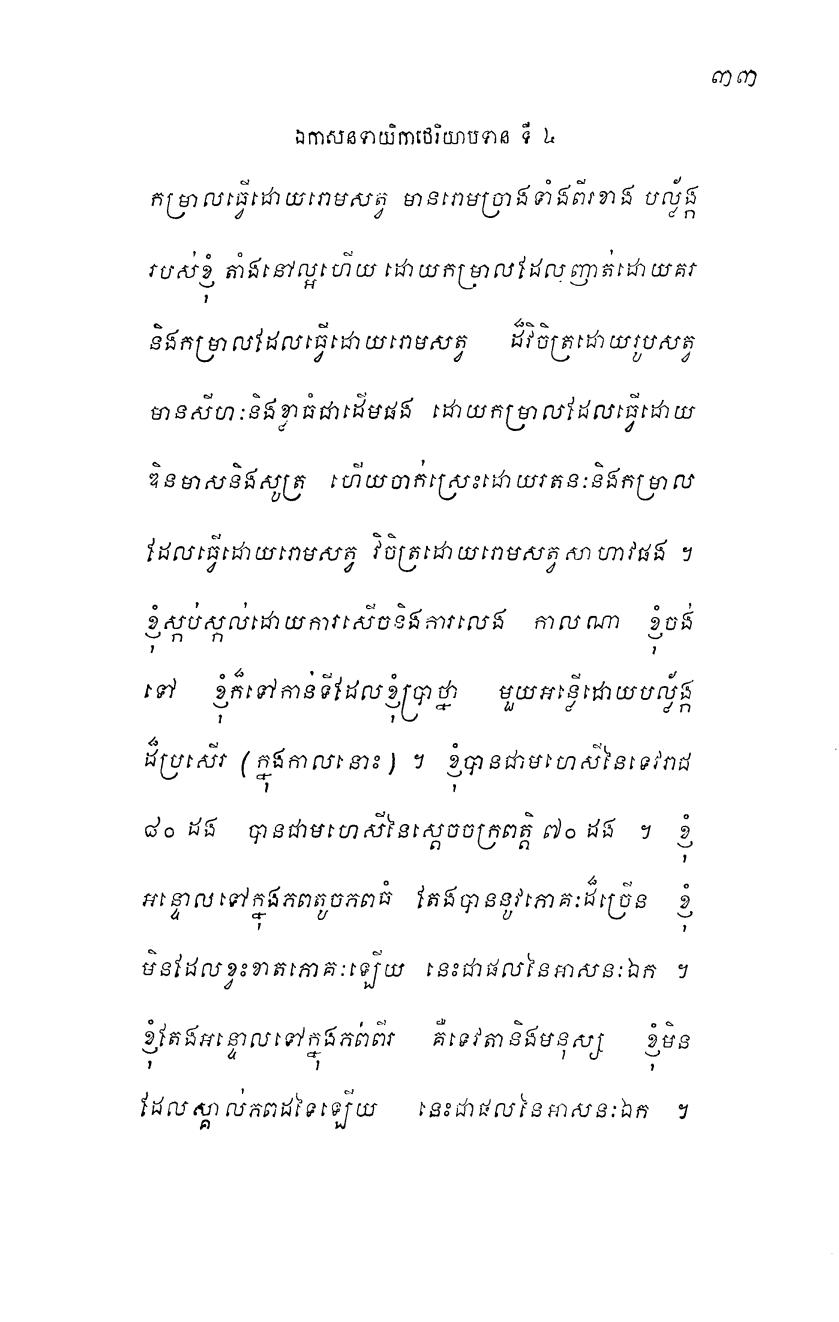 ៣៣
ឯកាសនទាយិកាថេរិយាបទាន ទី ៤
កម្រាលធ្វើដោយរោមសត្វ មានរោមច្រាងទាំងពីរខាង បល្ល័ង្ក
របស់ខ្ញុំ តាំងនៅល្អហើយ ដោយកម្រាលដែលញាត់ដោយគរ
និងកម្រាលដែលធ្វើដោយរោមសត្វ ដ៏វិចិត្រដោយរូបសត្វ
មានសីហៈនិងខ្លាធំជាដើមផង ដោយកម្រាលដែលធ្វើដោយ
ឌិនមាសនិងសូត្រ ហើយចាក់ស្រេះដោយរតនៈនិងកម្រាល
ដែលធ្វើដោយរោមសត្វ វិចិត្រដោយរោមសត្វសាហាវផង ។
ខ្ញុំស្កប់ស្កល់ដោយការសើចនិងការលេង កាលណា ខ្ញុំចង់
ទៅ ខ្ញុំក៏ទៅកាន់ទីដែលខ្ញុំប្រាថ្នា មួយអន្លើដោយបល្ល័ង្ក
ដ៏ប្រសើរ (ក្នុងកាលនោះ) ។ ខ្ញុំបានជាមហេសីនៃទេវរាជ
៨០ ដង បានជាមហេសីនៃស្តេចចក្រពត្តិ ៧០ ដង ។ ខ្ញុំ
អន្ទោលទៅក្នុងភពតូចភពធំ តែងបាននូវភោគៈដ៏ច្រើន ខ្ញុំ
មិនដែលខ្វះខាតភោគៈឡើយ នេះជាផលនៃអាសនៈឯក ។
ខ្ញុំតែងអន្ទោលទៅក្នុងភព់ពីរ គឺទេវតានិងមនុស្ស ខ្ញុំមិន
ដែលស្គាល់ភពដទៃឡើយ នេះជាផលនៃអាសនៈឯក ។